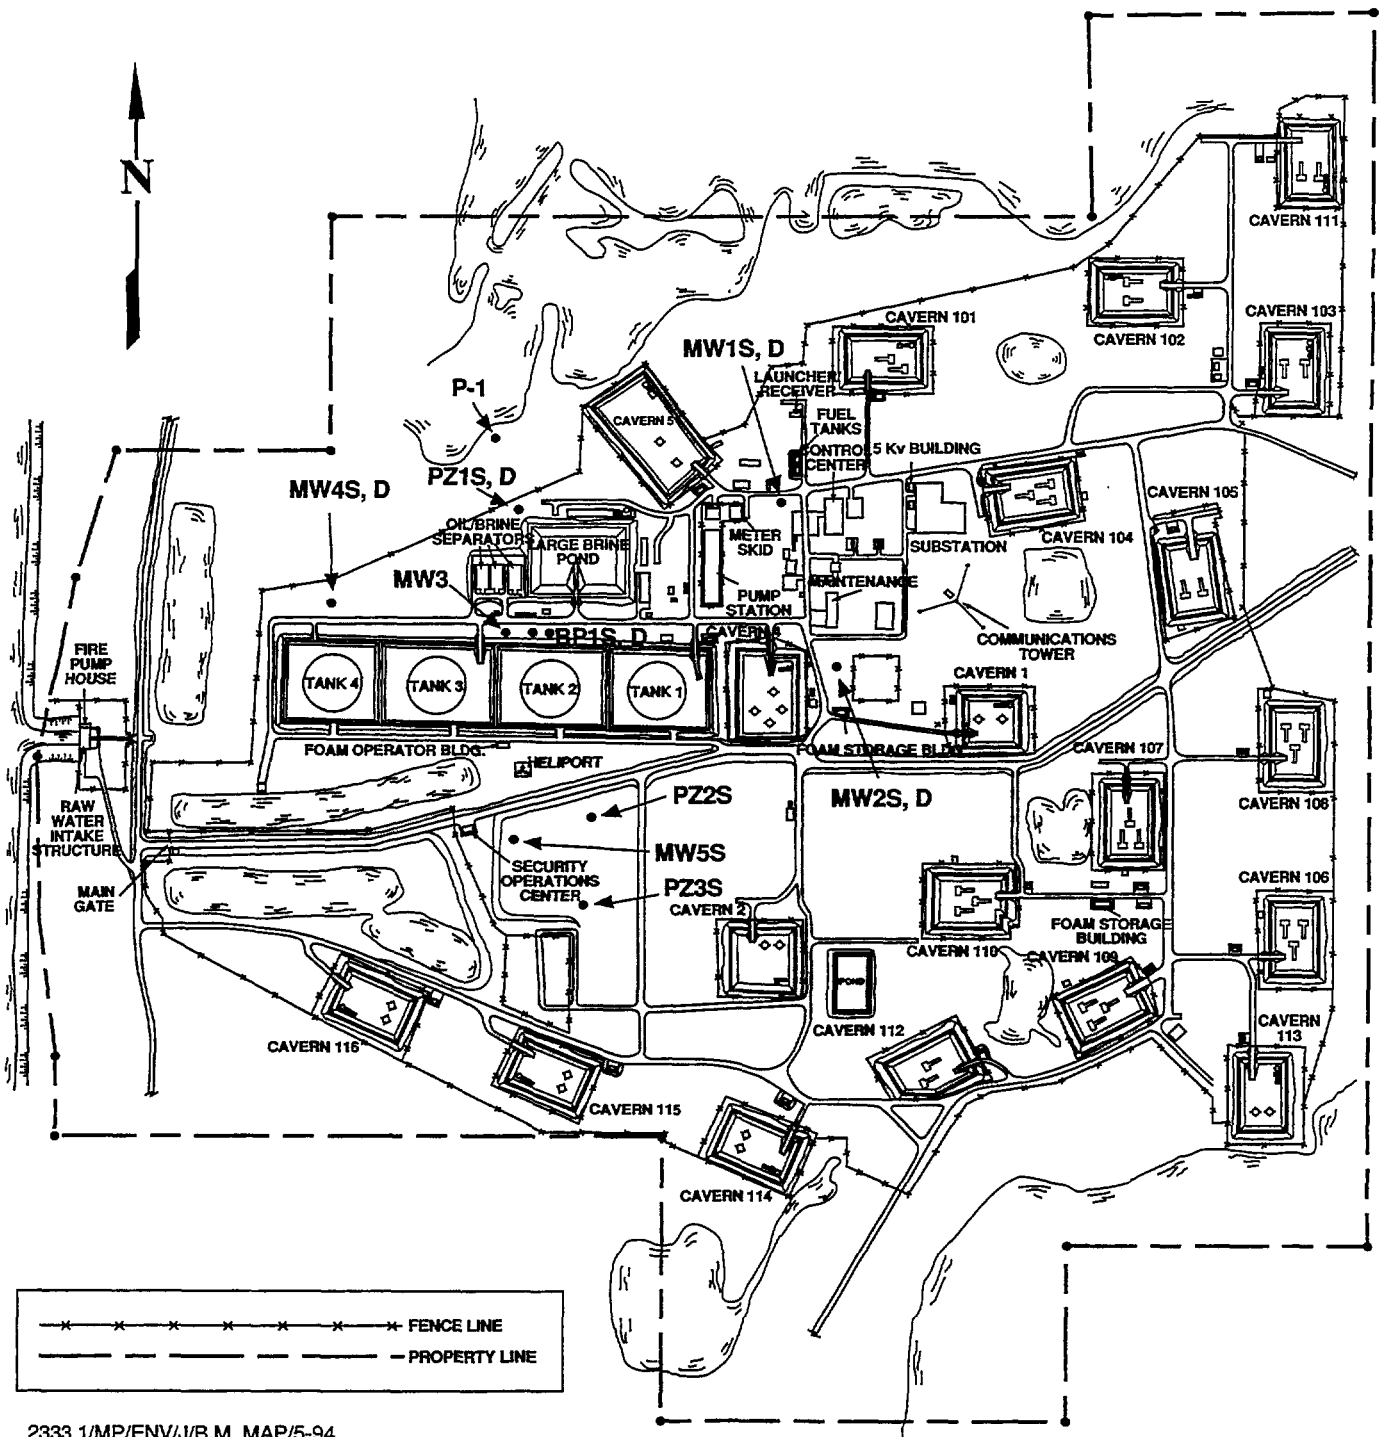 N
CAVERN 111
CAVERN 102
CAVERN 103
CAVERN 101
MW1S, D
LAUNCHER/
RECEIVER
P-1
CAVERN 5
FUEL
TANKS
CONTROL
CENTER
5 Kv BUILDING
PZ1S, D
MW4S, D
OIL/BRINE
SEPARATORS
LARGE BRINE
POND
METER
SKID
SUBSTATION
CAVERN 104
CAVERN 105
MW3
MAINTENANCE
PUMP
STATION
BP1S, D
CAVERN 4
COMMUNICATIONS
TOWER
FIRE
PUMP
HOUSE
TANK 4
TANK 3
TANK 2
TANK 1
CAVERN 1
FOAM OPERATOR BLDG.
FOAM STORAGE BLDG.
CAVERN 107
HELIPORT
PZ2S
MW2S, D
CAVERN 108
RAW
WATER
INTAKE
STRUCTURE
MW5S
SECURITY
OPERATIONS
CENTER
PZ3S
MAIN
GATE
CAVERN 2
CAVERN 106
FOAM STORAGE
BUILDING
CAVERN 110
CAVERN 109
POND
CAVERN 112
CAVERN
113
CAVERN 116
CAVERN 115
CAVERN 114
FENCE LINE
PROPERTY LINE
2333.1/MP/ENV/J/B.M. MAP/5-94